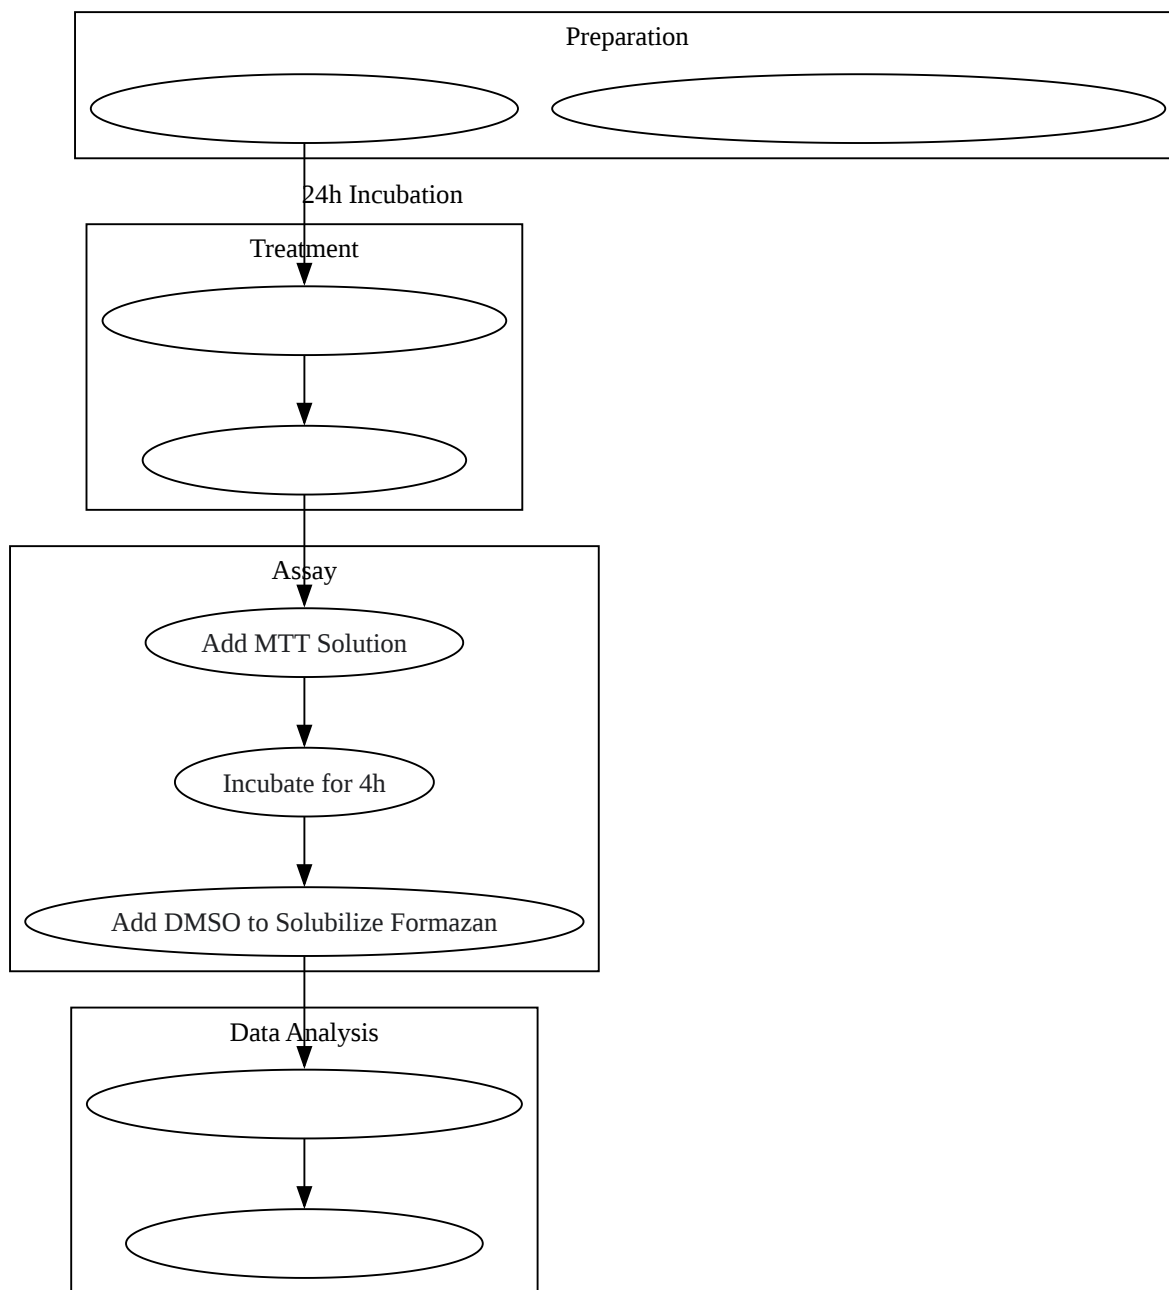 Preparation
24h Incubation
Treatment
Assay
Add MTT Solution
Incubate for 4h
Add DMSO to Solubilize Formazan
Data Analysis